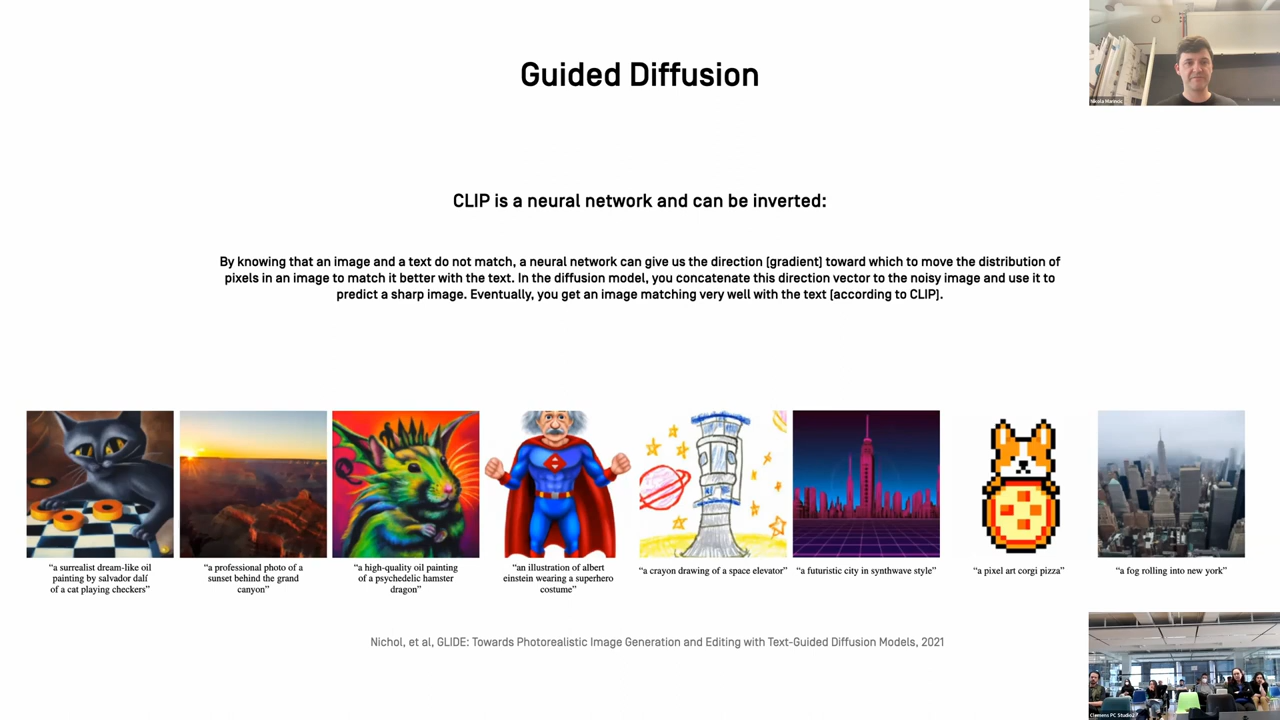 Guided Diffusion
Nikola Marincic
CLIP is a neural network and can be inverted:
By knowing that an image and a text do not match, a neural network can give us the direction (gradient) toward which to move the distribution of
pixels in an image to match it better with the text. In the diffusion model, you concatenate this direction vector to the noisy image and use it to
predict a sharp image. Eventually, you get an image matching very well with the text (according to CLIP).
“a surrealist dream-like oil
painting by salvador dalí
of a cat playing checkers”
“a professional photo of a
sunset behind the grand
canyon”
“a high-quality oil painting
of a psychedelic hamster
dragon”
“an illustration of albert
einstein wearing a superhero
costume”
“a crayon drawing of a space elevator”
“a futuristic city in synthwave style”
“a pixel art corgi pizza”
“a fog rolling into new york”
Nichol, et al, GLIDE: Towards Photorealistic Image Generation and Editing with Text-Guided Diffusion Models, 2021
Clemens PC Studio27